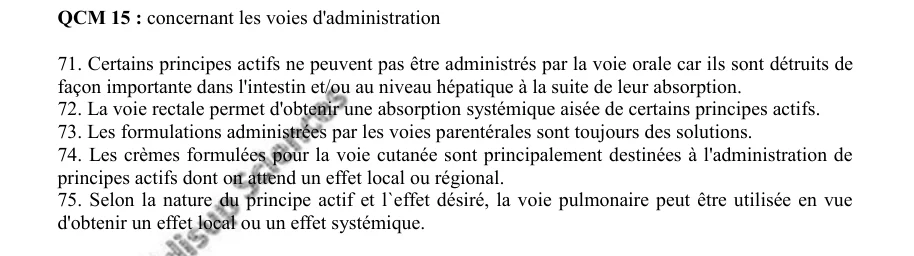 QCM 15 : concernant les voies d'administration
71. Certains principes actifs ne peuvent pas être administrés par la voie orale car ils sont détruits de
façon importante dans l'intestin et/ou au niveau hépatique à la suite de leur absorption.
72. La voie rectale permet d'obtenir une absorption systémique aisée de certains principes actifs.
73. Les formulations administrées par les voies parentérales sont toujours des solutions.
74. Les crèmes formulées pour la voie cutanée sont principalement destinées à l'administration de
principes actifs dont on attend un effet local ou régional.
75. Selon la nature du principe actif et l`effet désiré, la voie pulmonaire peut être utilisée en vue
d'obtenir un effet local ou un effet systémique.